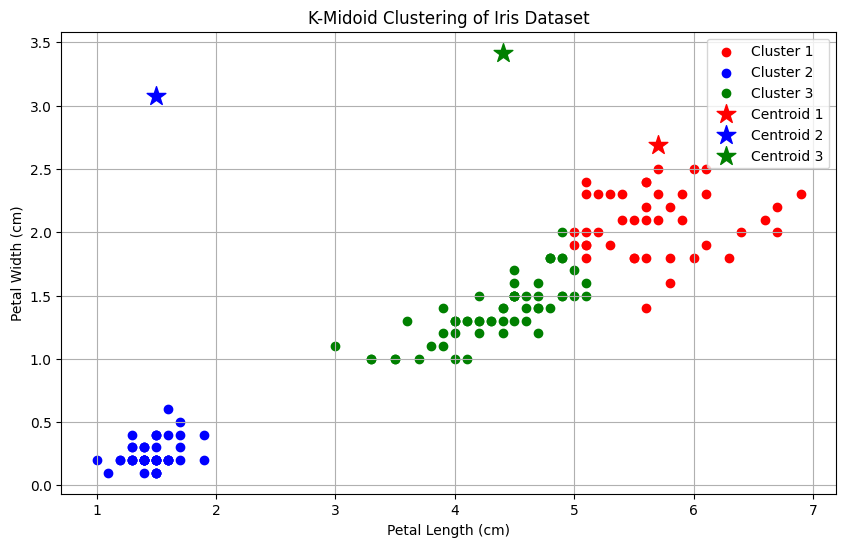 K-Midoid Clustering of Iris Dataset
3.5
3.0
2.5
2.0
1.5
1.0
0.5
0.0
Petal Width (cm)
Cluster 1
Cluster 2
Cluster 3
Centroid 1
Centroid 2
Centroid 3
1
2
3
4
5
6
7
Petal Length (cm)